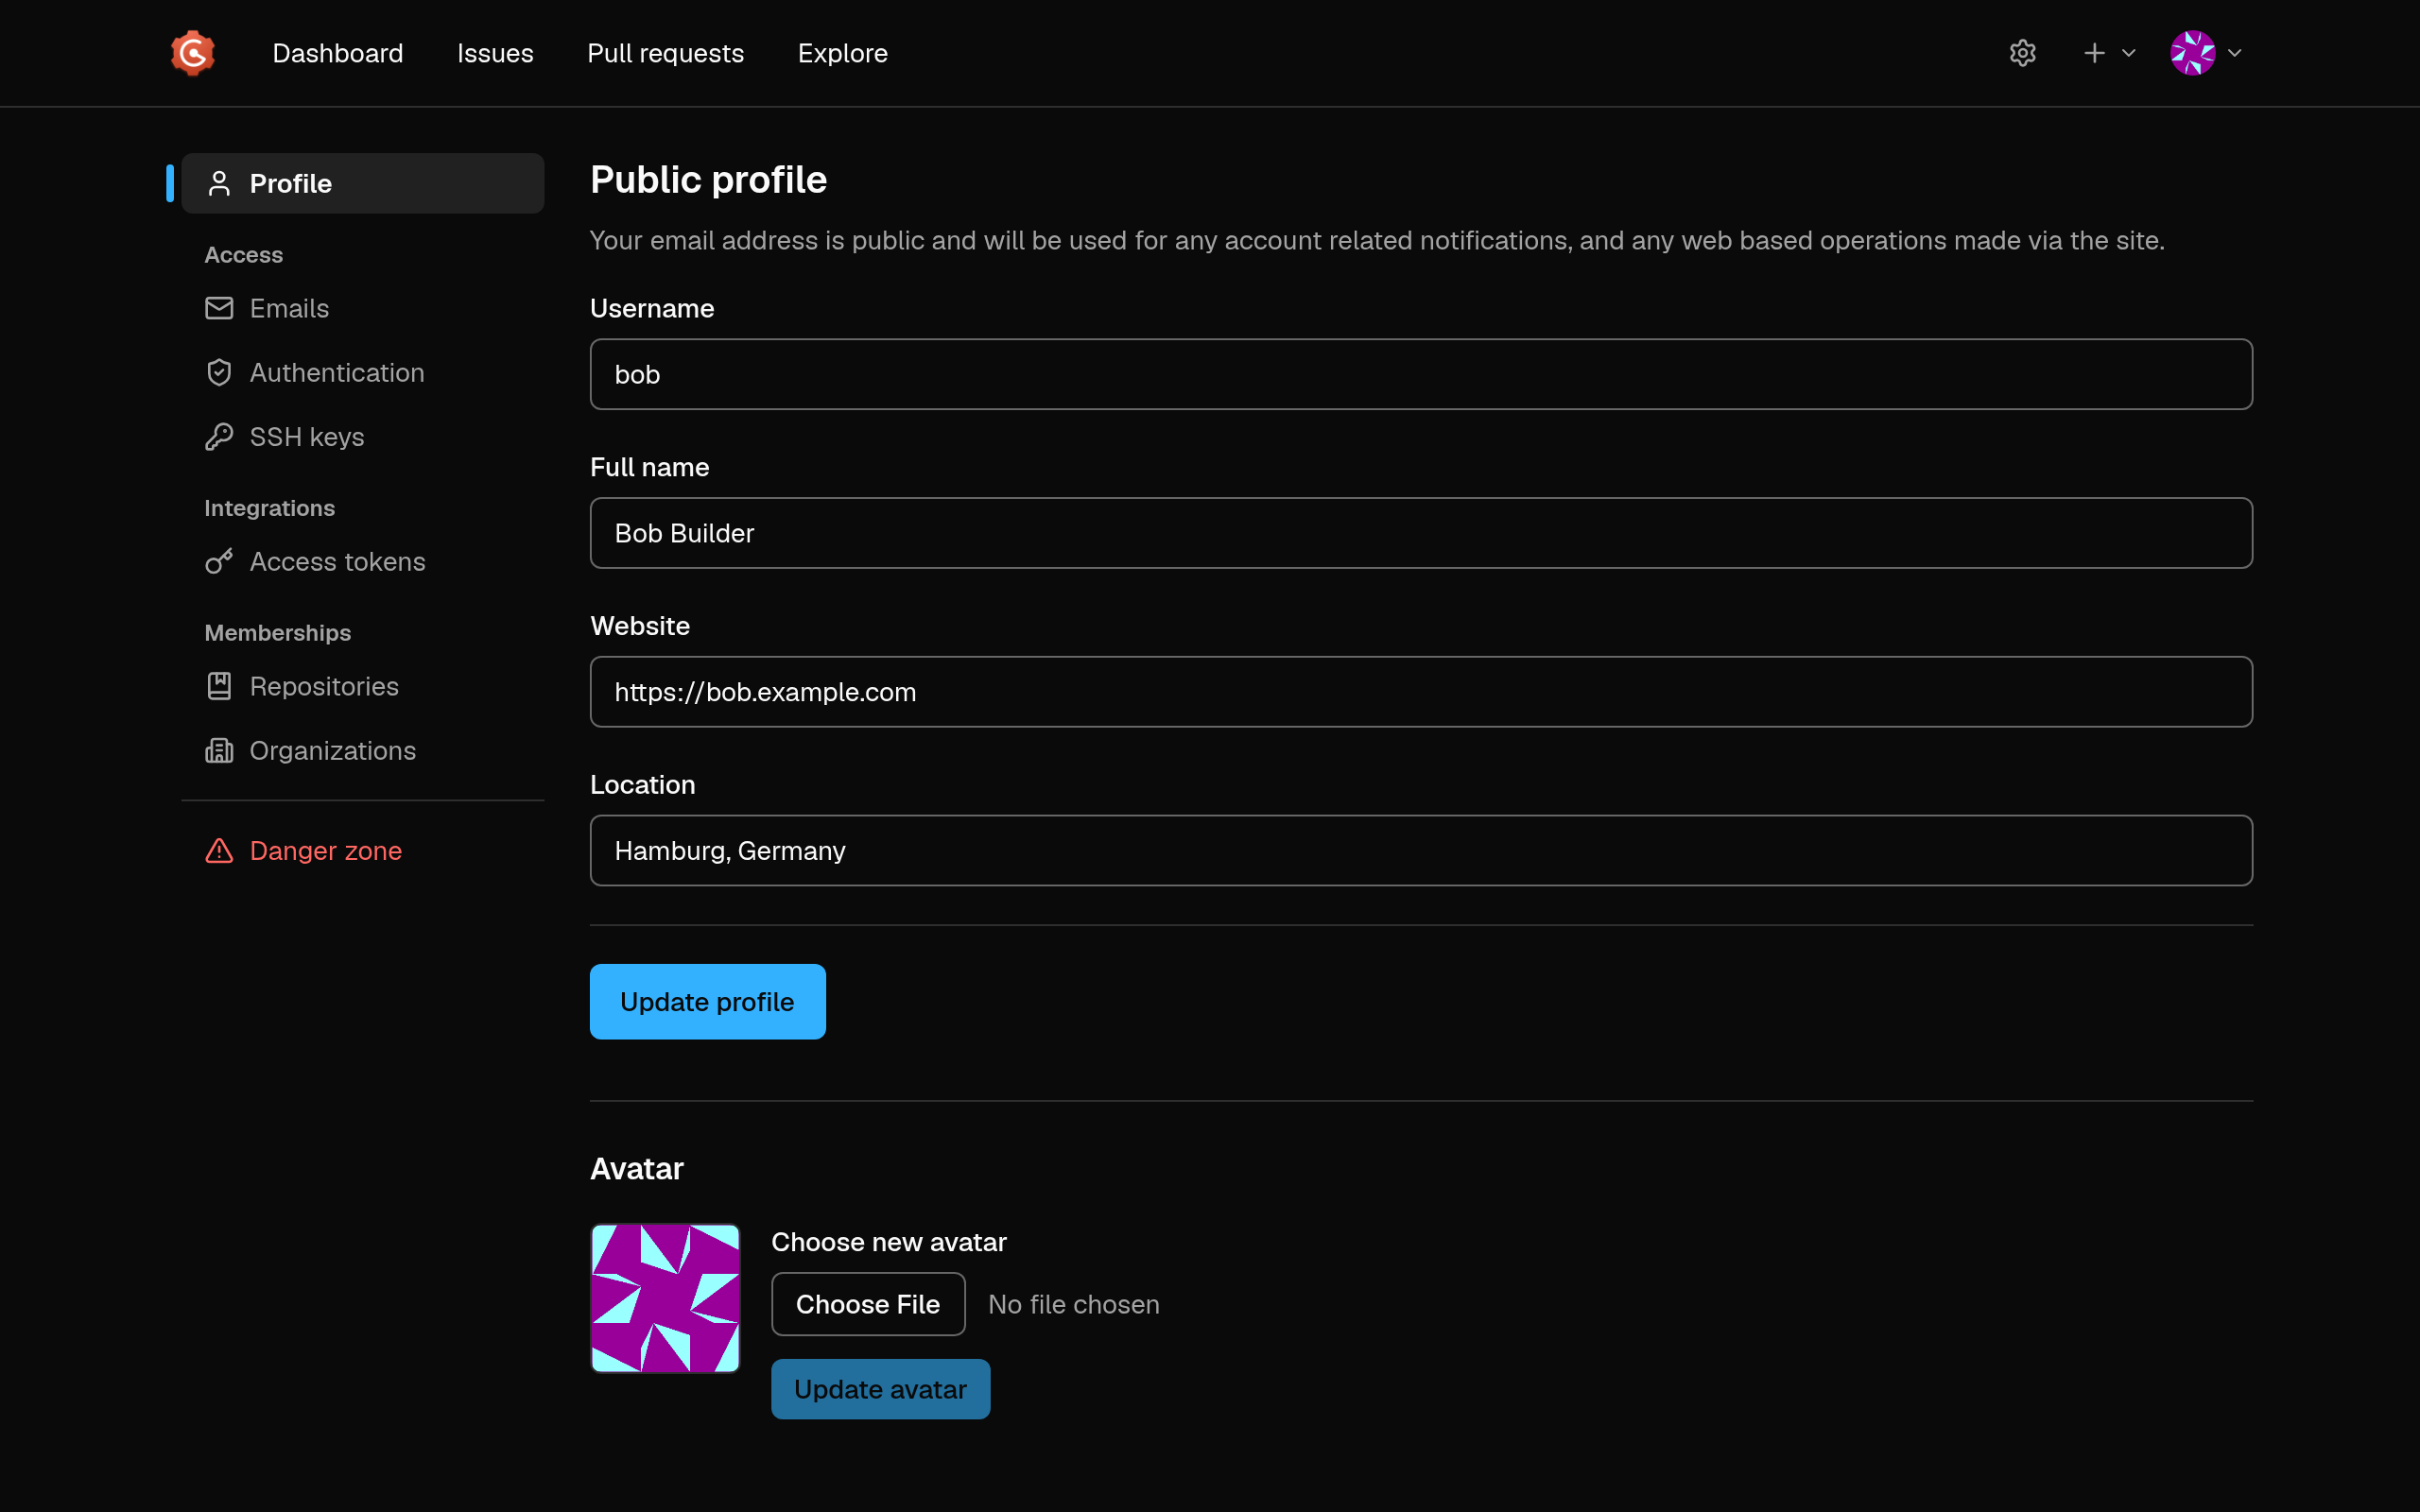 Dashboard
Issues
Pull requests
Explore
Profile
Access
Emails
Authentication
SSH keys
Integrations
Access tokens
Memberships
Repositories
Organizations
Danger zone
Public profile
Your email address is public and will be used for any account related notifications, and any web based operations made via the site.
Username
bob
Full name
Bob Builder
Website
https://bob.example.com
Location
Hamburg, Germany
Update profile
Avatar
Choose new avatar
Choose File No file chosen
Update avatar